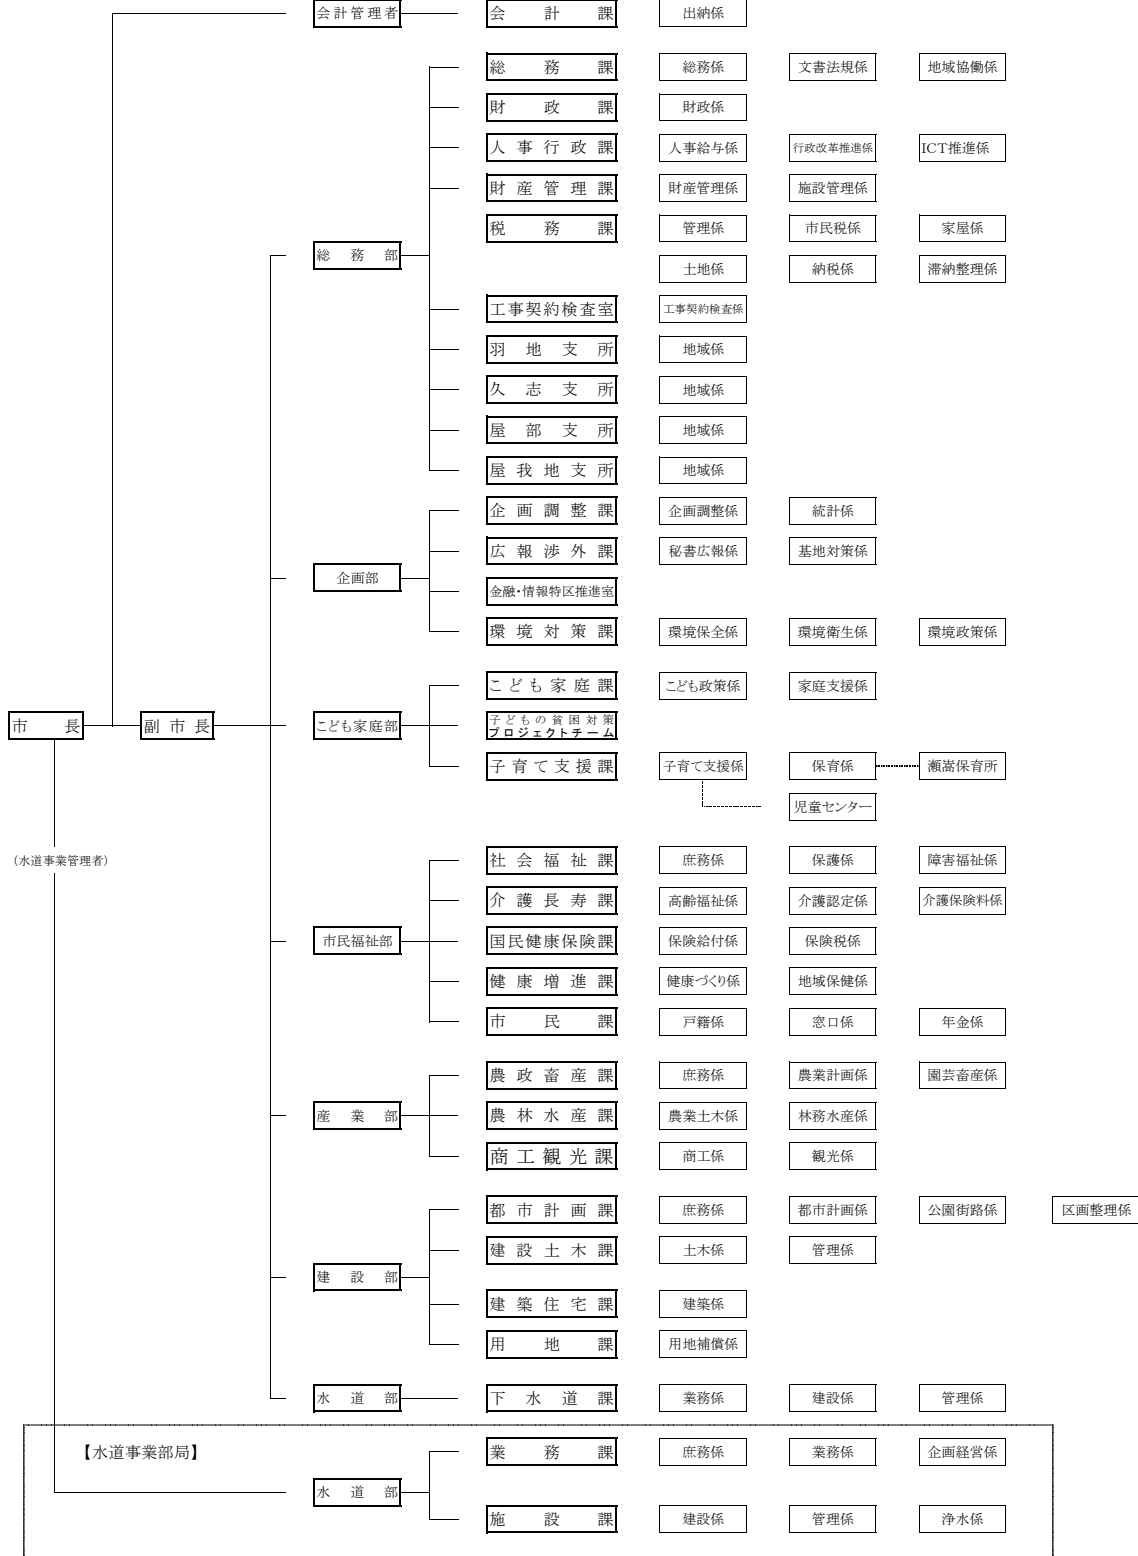 会計管理者 会計課 出納係
総務課 総務係 文書法規係 地域協働係
財政課 財政係
人事行政課 人事給与係 行政改革推進係 ICT推進係
財産管理課 財産管理係 施設管理係
税務課 管理係 市民税係 家屋係
総務部
土地係 納税係 滞納整理係
工事契約検査室 工事契約検査係
羽地支所 地域係
久志支所 地域係
屋部支所 地域係
屋我地支所 地域係
企画調整課 企画調整係 統計係
広報渉外課 秘書広報係 基地対策係
企画部
金融・情報特区推進室
環境対策課 環境保全係 環境衛生係 環境政策係
こども家庭課 こども政策係 家庭支援係
市長 副市長 こども家庭部 子どもの貧困対策
プロジェクトチーム
子育て支援課 子育て支援係 保育係 瀬嵩保育所
児童センター
（水道事業管理者） 社会福祉課 庶務係 保護係 障害福祉係
介護長寿課 高齢福祉係 介護認定係 介護保険料係
市民福祉部 国民健康保険課 保険給付係 保険税係
健康増進課 健康づくり係 地域保健係
市民課 戸籍係 窓口係 年金係
農政畜産課 庶務係 農業計画係 園芸畜産係
産業部 農林水産課 農業土木係 林務水産係
商工観光課 商工係 観光係
都市計画課 庶務係 都市計画係 公園街路係 区画整理係
建設土木課 土木係 管理係
建設部
建築住宅課 建築係
用地課 用地補償係
水道部 下水道課 業務係 建設係 管理係
【水道事業部局】 業務課 庶務係 業務係 企画経営係
水道部
施設課 建設係 管理係 浄水係